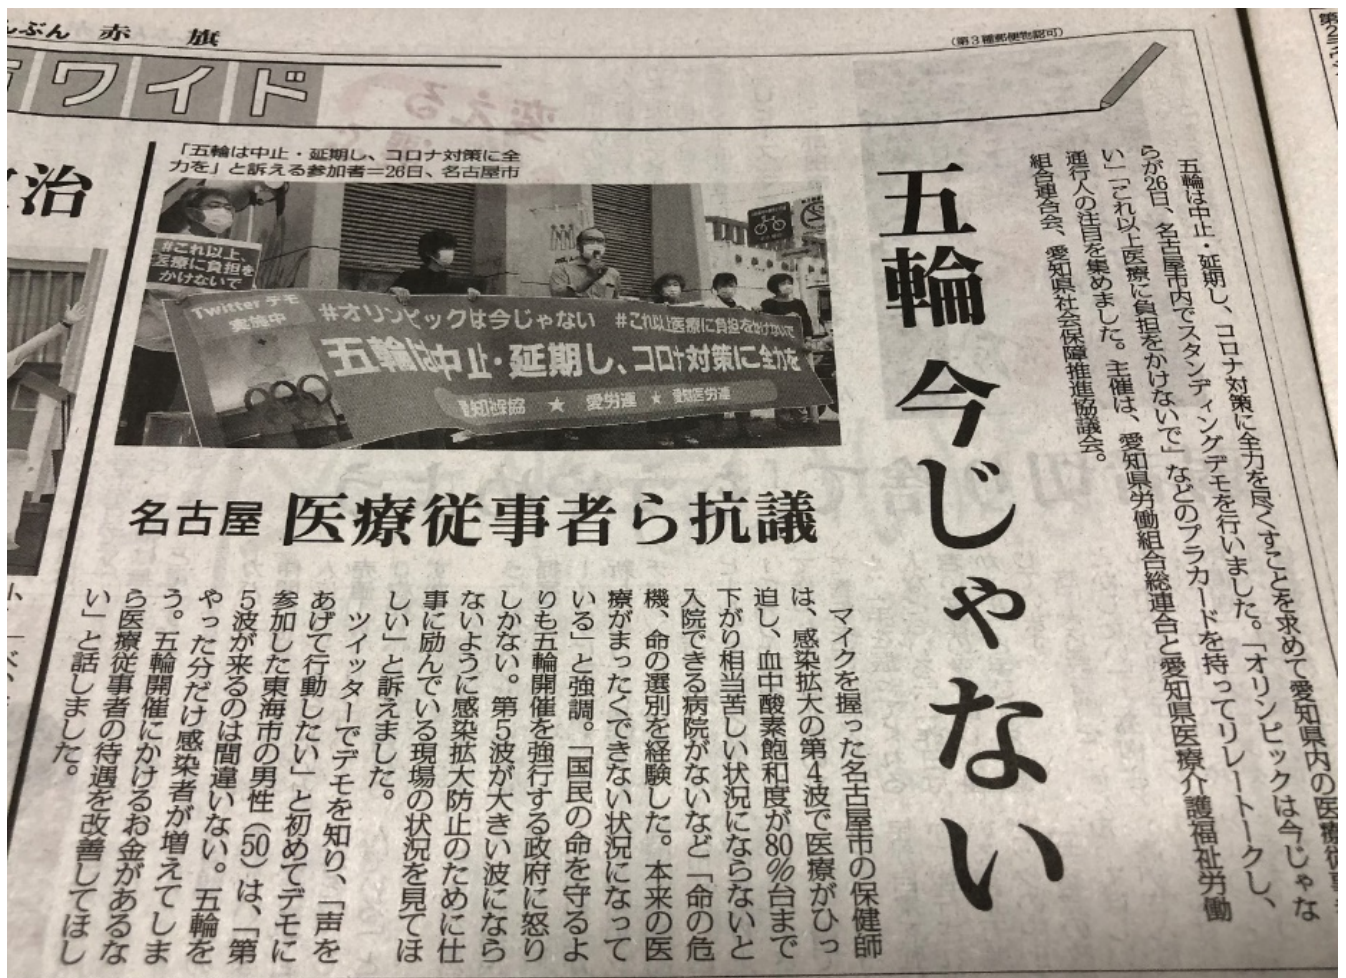 んぶん 赤 旗
(第3種郵便物認可)
ワイド
治
五輪 今じゃない
五輪は中止・延期し、コロナ対策に全力を尽くすことを求めて愛知県内の医療従事
らが26日、名古屋市内でスタンディングデモを行いました。「オリンピックは今じゃな
い」「これ以上医療に負担をかけないで」などのプラカードを持ってリレートークし、
通行人の注目を集めました。主催は、愛知県労働組合総連合と愛知県医療介護福祉労働
組合連合会、愛知県社会保障推進協議会。
「五輪は中止・延期し、コロナ対策に全
力を」と訴える参加者=26日、名古屋市
#これ以上、
医療に負担を
かけないで
Twitter デモ
実施中
#オリンピックは今じゃない #これ以上医療に負担をかけないで
五輪は中止・延期し、コロナ対策に全力を
愛知社保協 ★ 愛労連 ★ 愛知医労連
名古屋 医療従事者ら抗議
マイクを握った名古屋市の保健師
は、感染拡大の第4波で医療がひっ
迫し、血中酸素飽和度が80%台まで
下がり相当苦しい状況にならないと
入院できる病院がないなど「命の危
機、命の選別を経験した。本来の医
療がまったくできない状況になって
いる」と強調。「国民の命を守るよ
りも五輪開催を強行する政府に怒り
しかない。第5波が大きい波になら
ないように感染拡大防止のために仕
事に励んでいる現場の状況を見てほ
しい」と訴えました。
ツイッターでデモを知り、「声を
あげて行動したい」と初めてデモに
参加した東海市の男性(50)は、「第
5波が来るのは間違いない。五輪を
やった分だけ感染者が増えてしま
う。五輪開催にかけるお金があるな
ら医療従事者の待遇を改善してほし
い」と話しました。